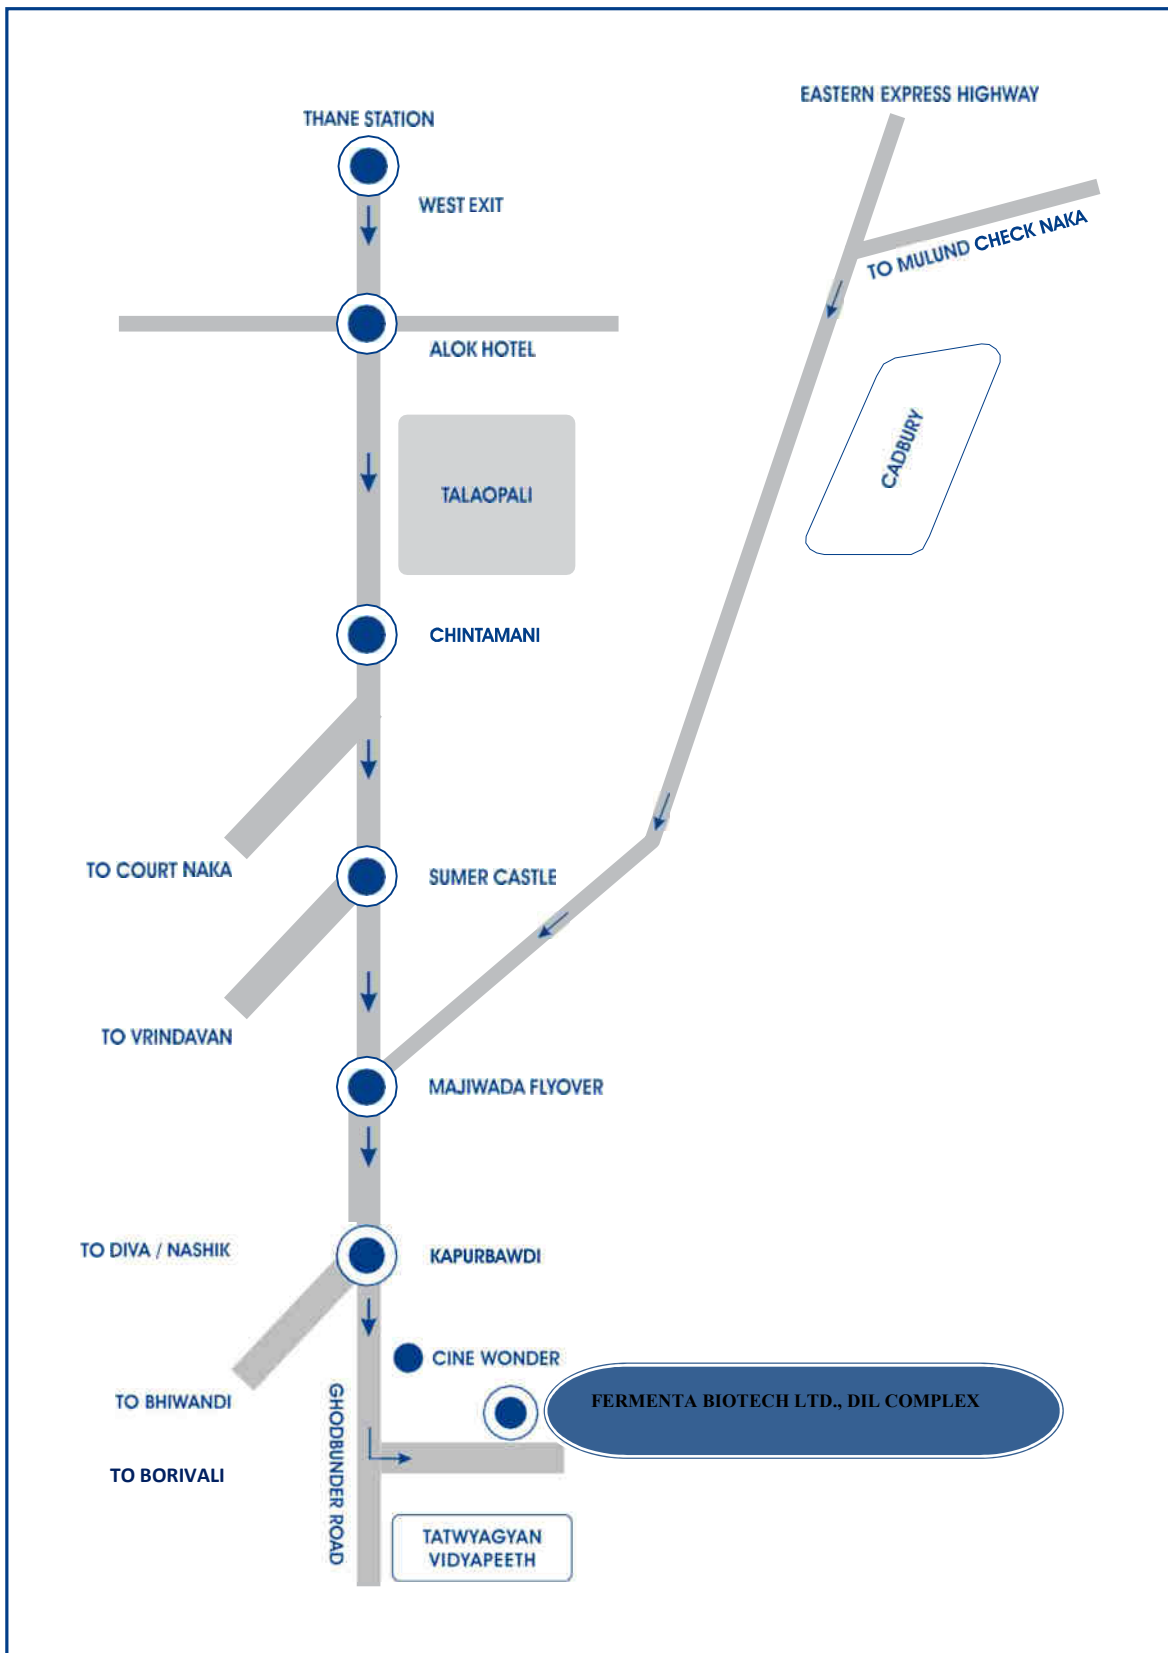 EASTERN EXPRESS HIGHWAY
THANE STATION
WEST EXIT
TO MULUND CHECK NAKA
ALOK HOTEL
CADBURY
TALAOPALI
CHINTAMANI
TO COURT NAKA
SUMER CASTLE
TO VRINDAVAN
MAJIWADA FLYOVER
TO DIVA / NASHIK
KAPURBAWDI
CINE WONDER
TO BHIWANDI
FERMENTA BIOTECH LTD., DIL COMPLEX
GHODBUNDER ROAD
TO BORIVALI
TATWYAGYAN
VIDYAPEETH